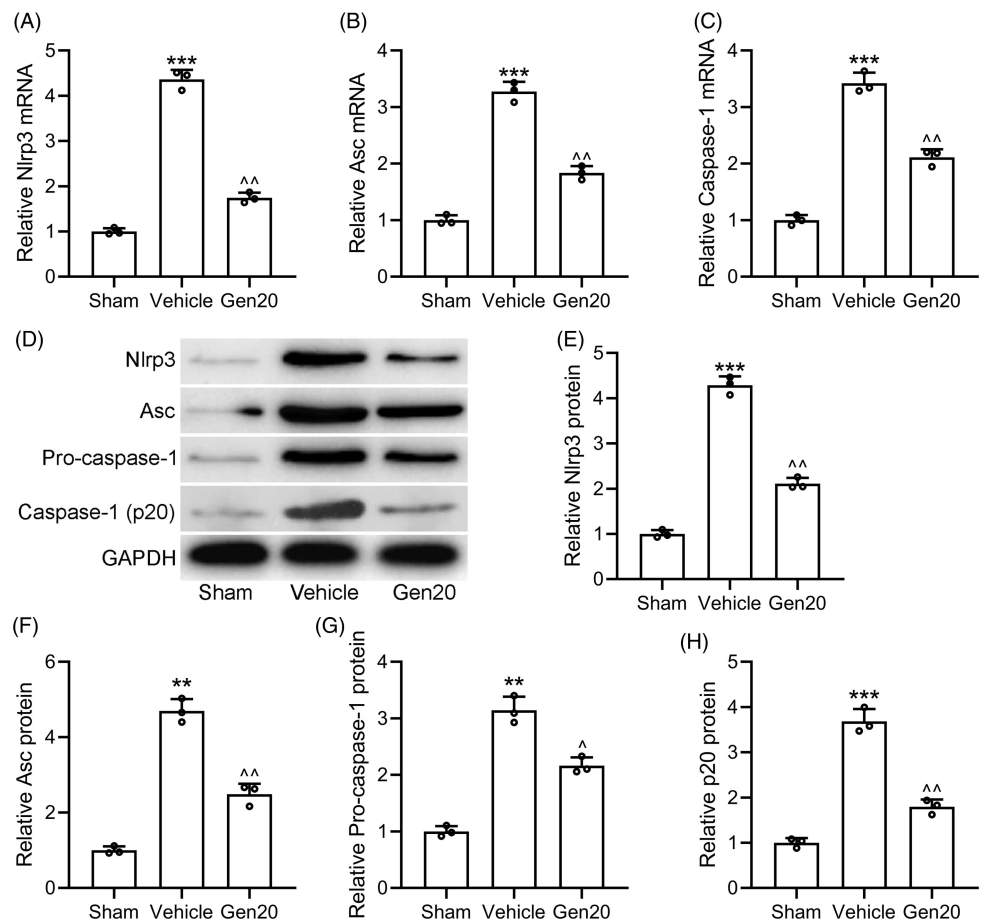 (A)
Relative Nlrp3 mRNA
5
4
3
2
1
0
***
^^
Sham Vehicle Gen20
(B)
Relative Asc mRNA
4
3
2
1
0
***
^^
Sham Vehicle Gen20
(C)
Relative Caspase-1 mRNA
4
3
2
1
0
***
^^
Sham Vehicle Gen20
(D)
Nlrp3
Asc
Pro-caspase-1
Caspase-1 (p20)
GAPDH
Sham Vehicle Gen20
(E)
Relative Nlrp3 protein
5
4
3
2
1
0
***
^^
Sham Vehicle Gen20
(F)
Relative Asc protein
6
4
2
0
**
^^
Sham Vehicle Gen20
(G)
Relative Pro-caspase-1 protein
4
3
2
1
0
**
^
Sham Vehicle Gen20
(H)
Relative p20 protein
5
4
3
2
1
0
***
^^
Sham Vehicle Gen20